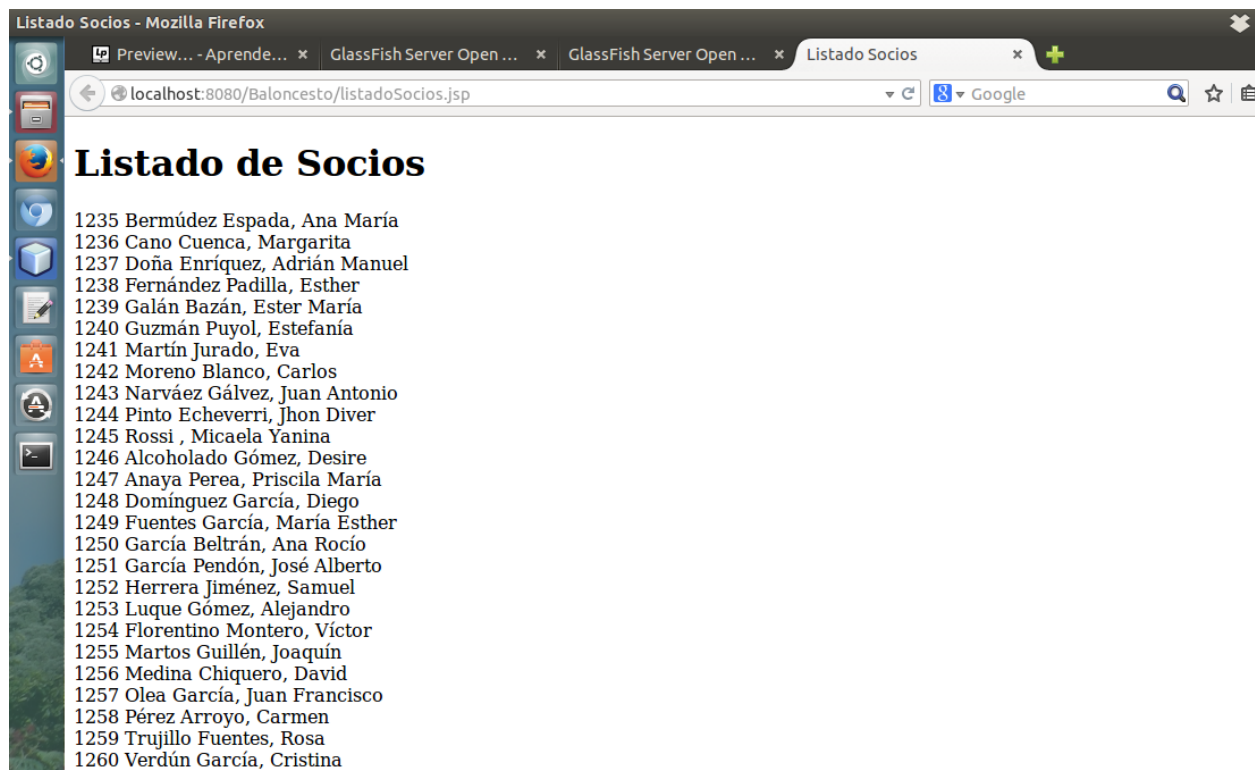 Listado Socios - Mozilla Firefox
Preview... - Aprende... GlassFish Server Open ... GlassFish Server Open ... Listado Socios
localhost:8080/Baloncesto/listadoSocios.jsp Google
Listado de Socios
1235 Bermúdez Espada, Ana María
1236 Cano Cuenca, Margarita
1237 Doña Enríquez, Adrián Manuel
1238 Fernández Padilla, Esther
1239 Galán Bazán, Ester María
1240 Guzmán Puyol, Estefanía
1241 Martín Jurado, Eva
1242 Moreno Blanco, Carlos
1243 Narváez Gálvez, Juan Antonio
1244 Pinto Echeverri, Jhon Diver
1245 Rossi , Micaela Yanina
1246 Alcoholado Gómez, Desire
1247 Anaya Perea, Priscila María
1248 Domínguez García, Diego
1249 Fuentes García, María Esther
1250 García Beltrán, Ana Rocío
1251 García Pendón, José Alberto
1252 Herrera Jiménez, Samuel
1253 Luque Gómez, Alejandro
1254 Florentino Montero, Víctor
1255 Martos Guillén, Joaquín
1256 Medina Chiquero, David
1257 Olea García, Juan Francisco
1258 Pérez Arroyo, Carmen
1259 Trujillo Fuentes, Rosa
1260 Verdún García, Cristina